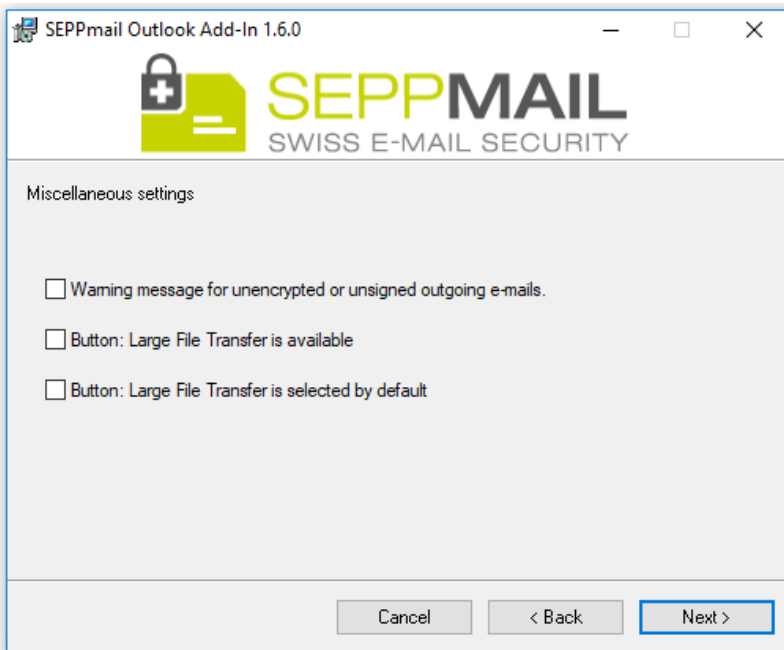 SEPPmail Outlook Add-In 1.6.0
SEPPMAIL
SWISS E-MAIL SECURITY
Miscellaneous settings
Warning message for unencrypted or unsigned outgoing e-mails.
Button: Large File Transfer is available
Button: Large File Transfer is selected by default
Cancel
< Back
Next >